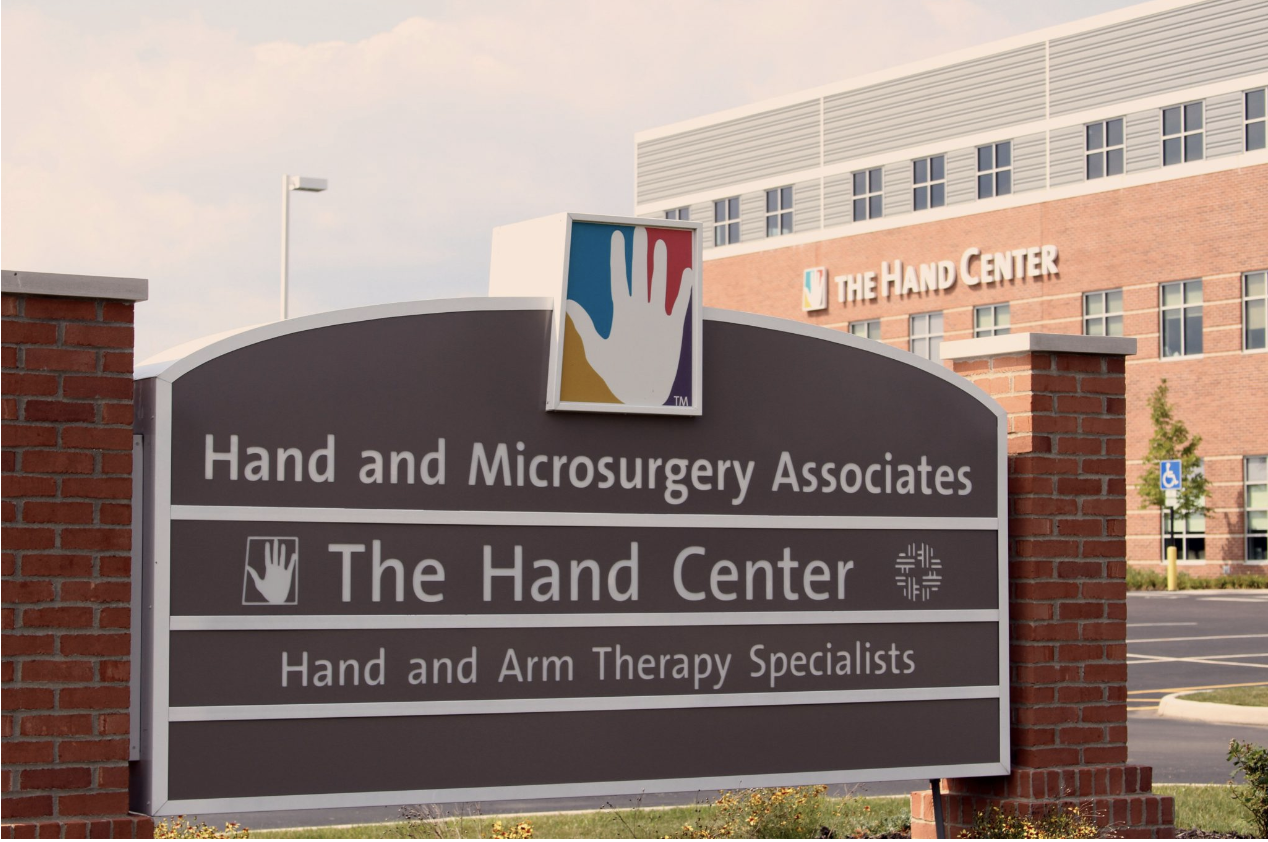 THE HAND CENTER
TM
Hand and Microsurgery Associates
The Hand Center
Hand and Arm Therapy Specialists